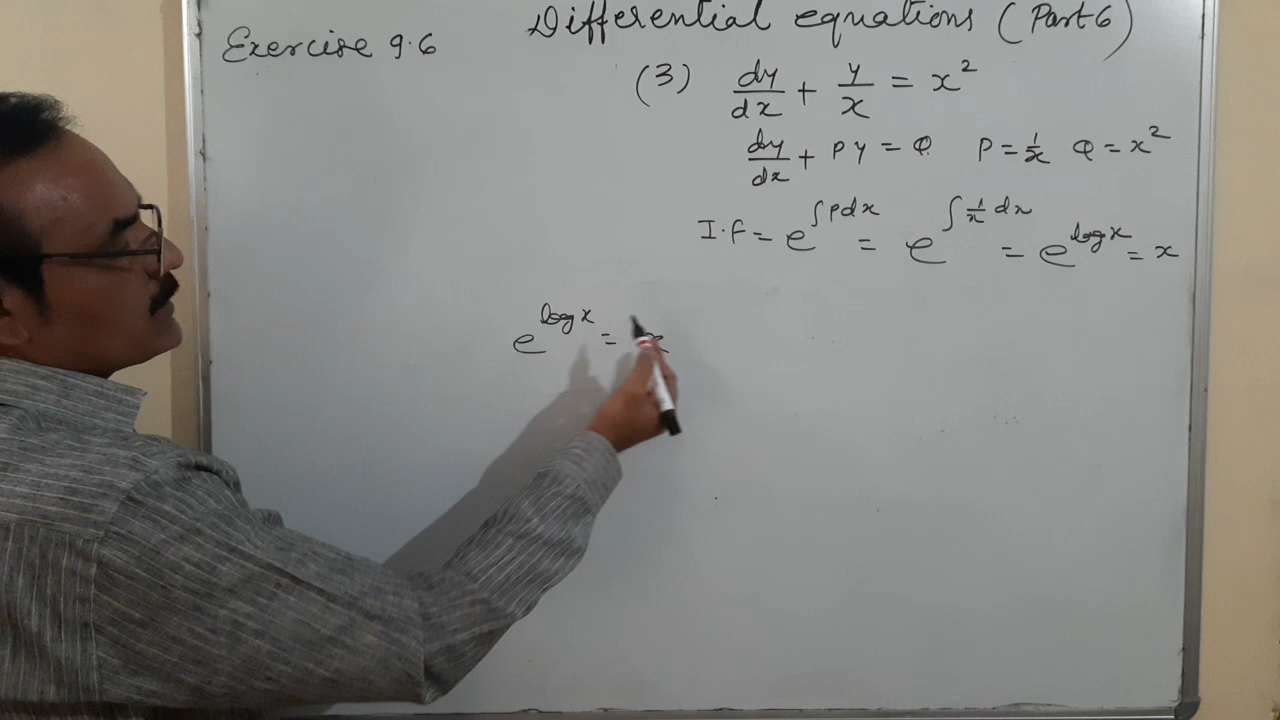 Differential equations (Part 6)
Exercise 9.6
(3) dy/dx + y/x = x²
dy/dx + Py = Q P = 1/x Q = x²
I.F = e^∫Pdx = e^∫1/x dx = e^log x = x
e^log x = x